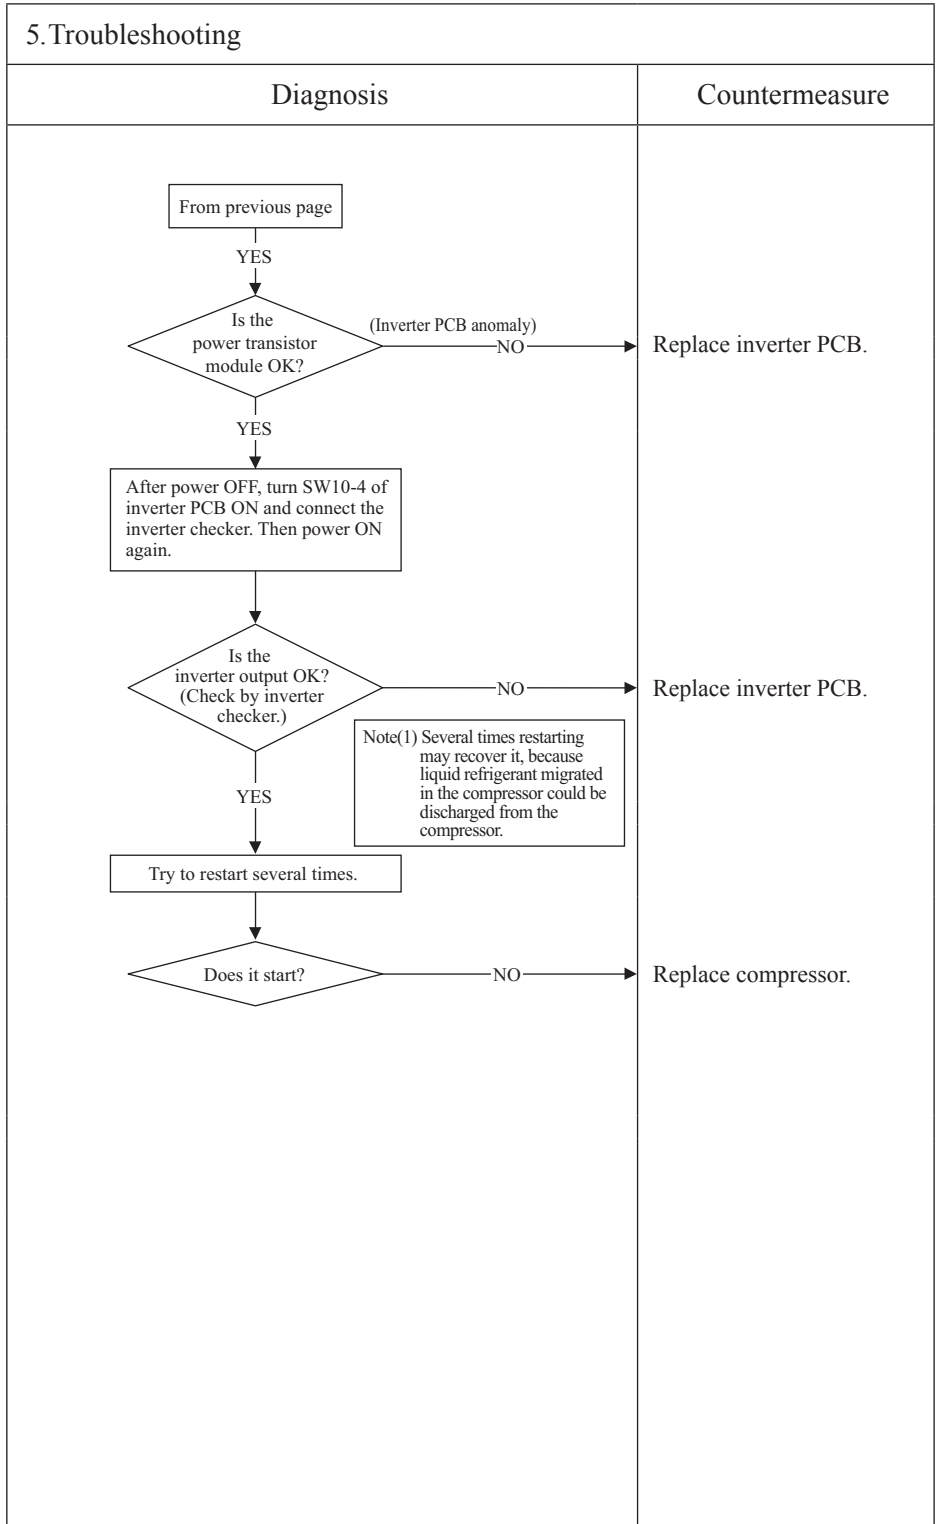 5.Troubleshooting
Diagnosis
Countermeasure
From previous page
YES
Is the
power transistor
module OK?
(Inverter PCB anomaly)
NO
Replace inverter PCB.
YES
After power OFF, turn SW10-4 of
inverter PCB ON and connect the
inverter checker. Then power ON
again.
Is the
inverter output OK?
(Check by inverter
checker.)
NO
Replace inverter PCB.
Note(1) Several times restarting
may recover it, because
liquid refrigerant migrated
in the compressor could be
discharged from the
compressor.
YES
Try to restart several times.
Does it start?
NO
Replace compressor.